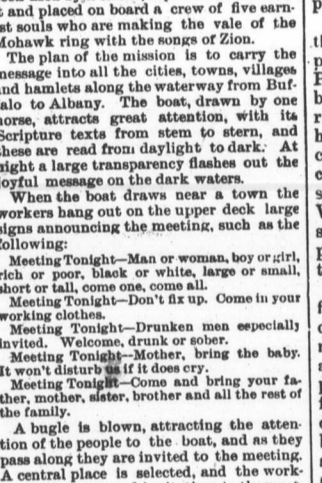 t and placed on board a crew of five earn-
st souls who are making the vale of the
Mohawk ring with the songs of Zion.
The plan of the mission is to carry the
message into all the cities, towns, villages
and hamlets along the waterway from Buf-
alo to Albany. The boat, drawn by one
horse, attracts great attention, with its
Scripture texts from stem to stern, and
these are read from daylight to dark. At
night a large transparency flashes out the
joyful message on the dark waters.
When the boat draws near a town the
workers hang out on the upper deck large
signs announcing the meeting, such as the
following:
Meeting Tonight—Man or woman, boy or girl,
rich or poor, black or white, large or small,
short or tall, come one, come all.
Meeting Tonight—Don't fix up. Come in your
working clothes.
Meeting Tonight—Drunken men especially
invited. Welcome, drunk or sober.
Meeting Tonight—Mother, bring the baby.
It won't disturb us if it does cry.
Meeting Tonight—Come and bring your fa-
ther, mother, sister, brother and all the rest of
the family.
A bugle is blown, attracting the atten-
tion of the people to the boat, and as they
pass along they are invited to the meeting.
A central place is selected, and the work-